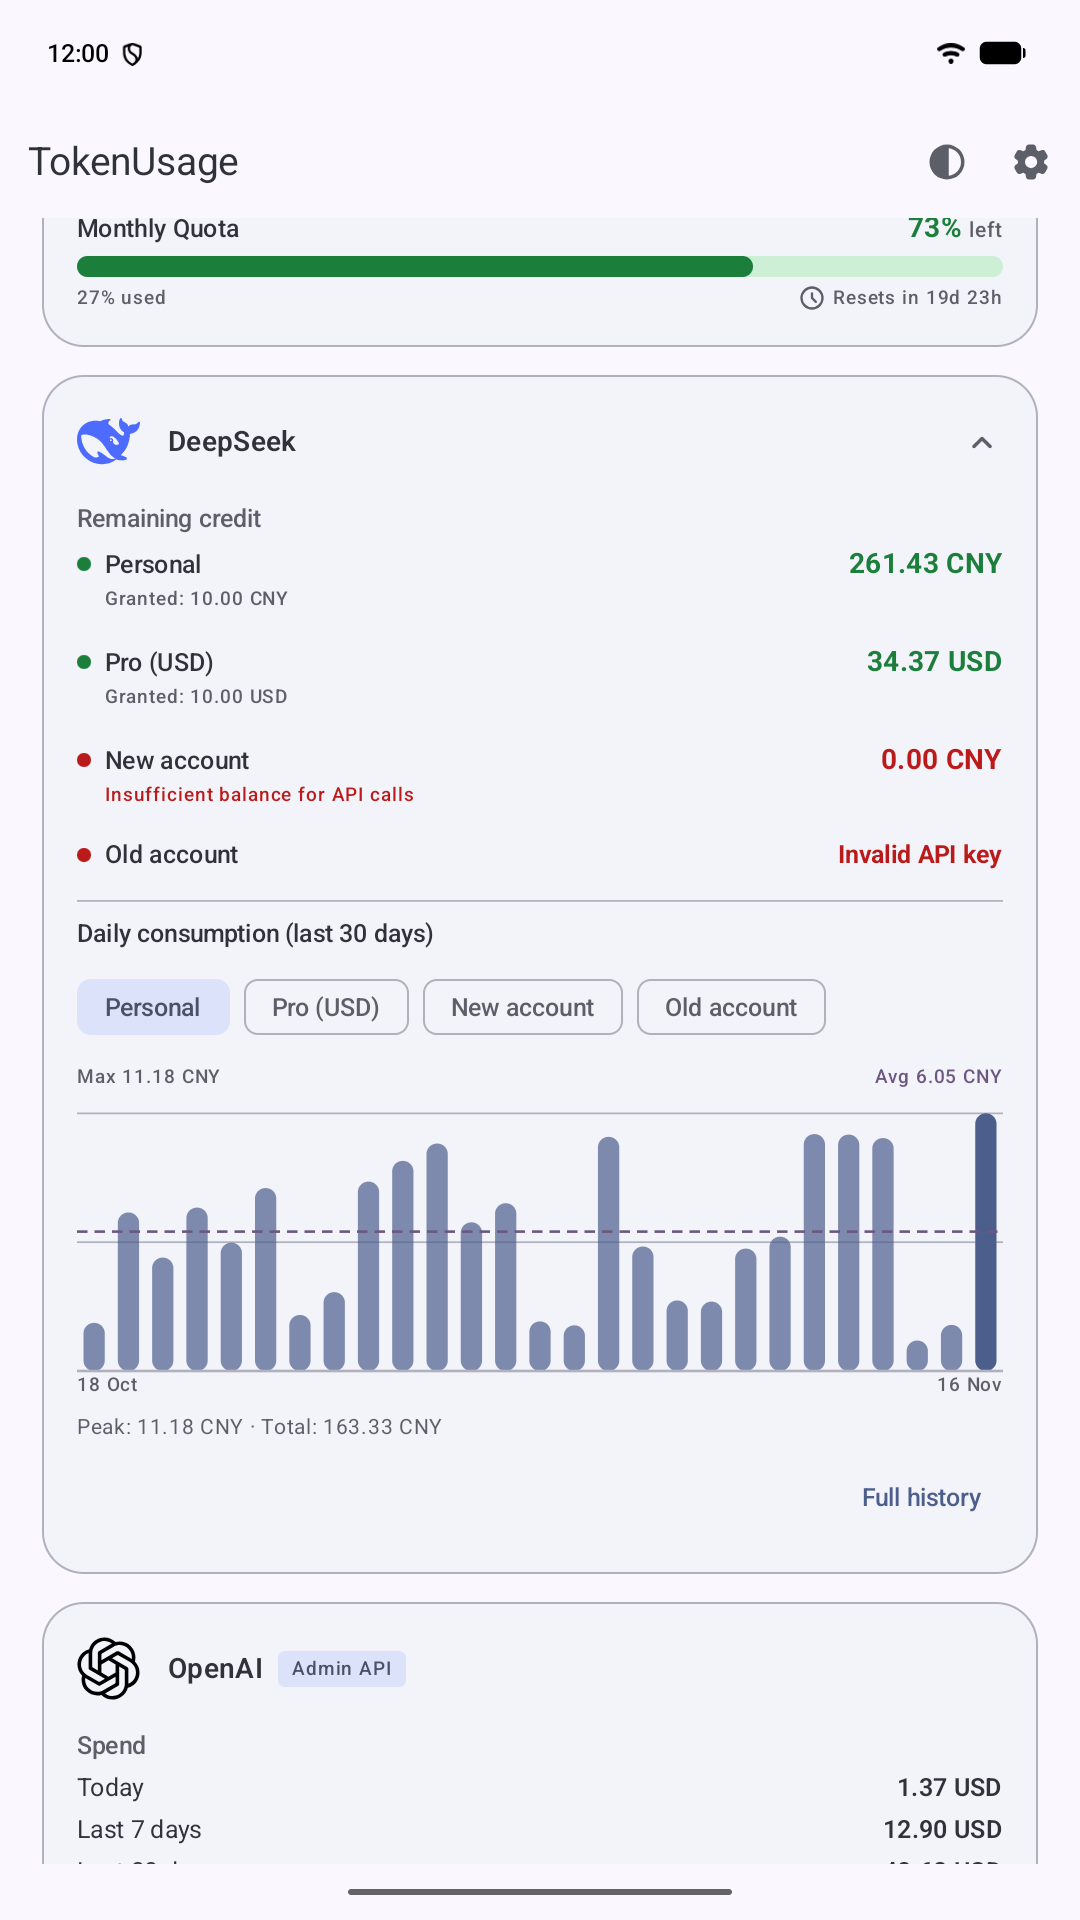 12:00
TokenUsage
Monthly Quota
73% left
27% used
Resets in 19d 23h
DeepSeek
Remaining credit
Personal
261.43 CNY
Granted: 10.00 CNY
Pro (USD)
34.37 USD
Granted: 10.00 USD
New account
0.00 CNY
Insufficient balance for API calls
Old account
Invalid API key
Daily consumption (last 30 days)
Personal
Pro (USD)
New account
Old account
Max 11.18 CNY
Avg 6.05 CNY
18 Oct
16 Nov
Peak: 11.18 CNY · Total: 163.33 CNY
Full history
OpenAI
Admin API
Spend
Today
1.37 USD
Last 7 days
12.90 USD